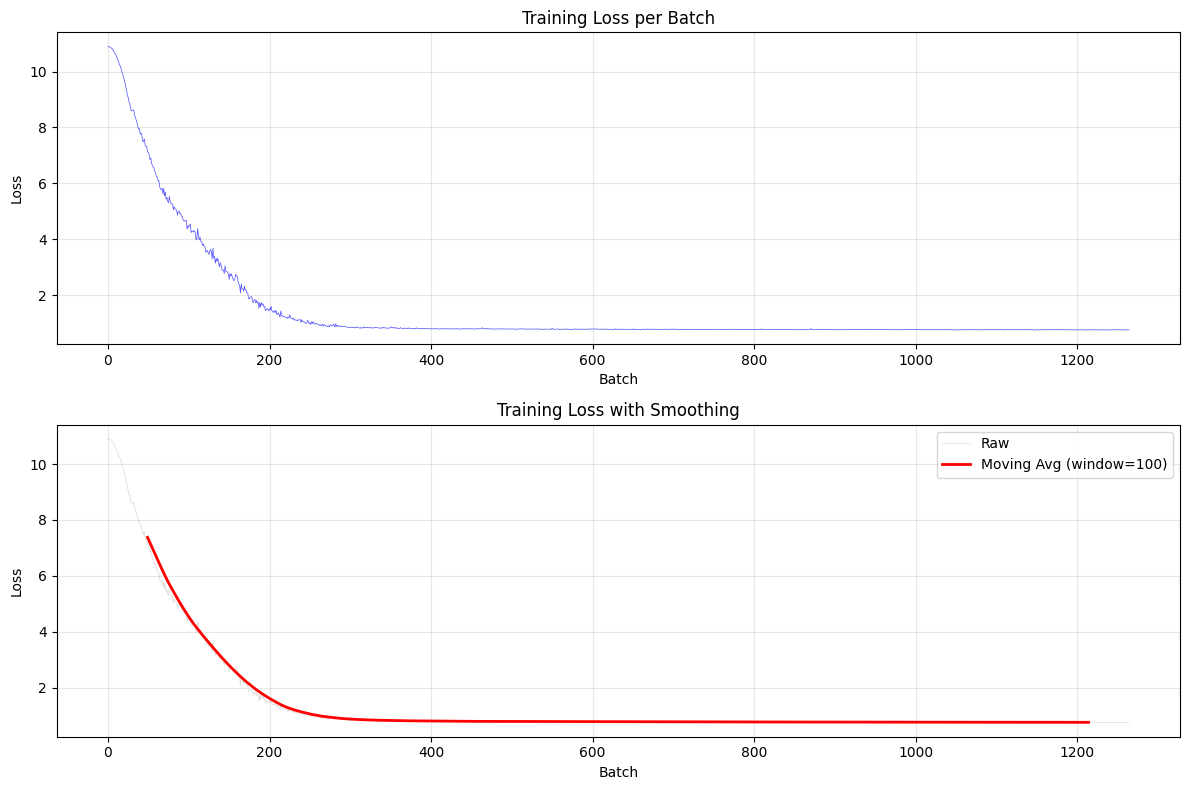 Training Loss per Batch
10
8
6
4
2
Loss
0 200 400 600 800 1000 1200
Batch
Training Loss with Smoothing
Raw
Moving Avg (window=100)
10
8
6
4
2
Loss
0 200 400 600 800 1000 1200
Batch